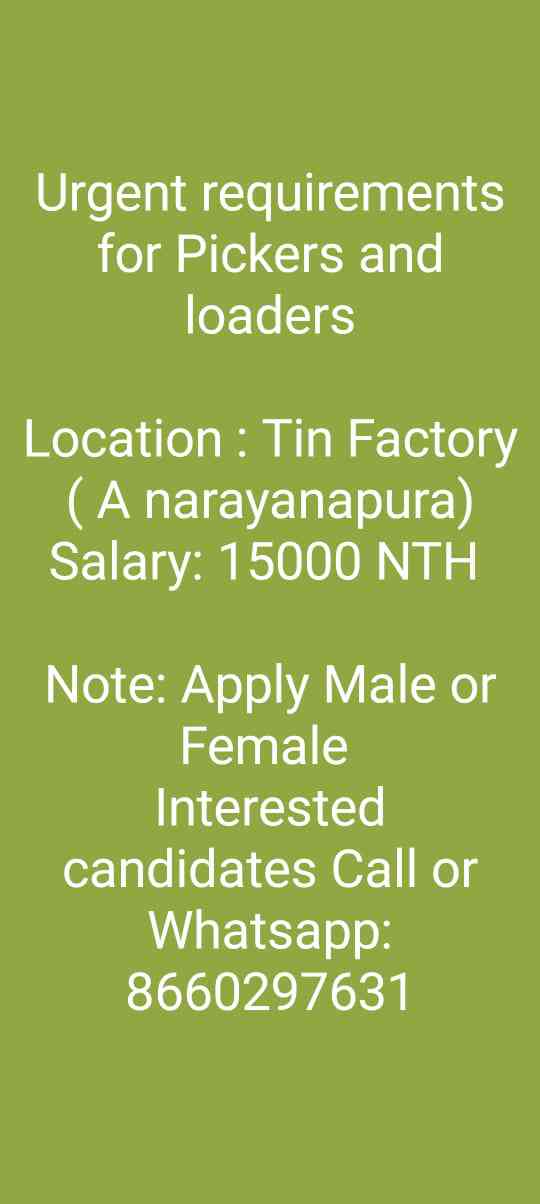 Urgent requirements
for Pickers and
loaders
Location : Tin Factory
( A narayanapura)
Salary: 15000 NTH
Note: Apply Male or
Female
Interested
candidates Call or
Whatsapp:
8660297631